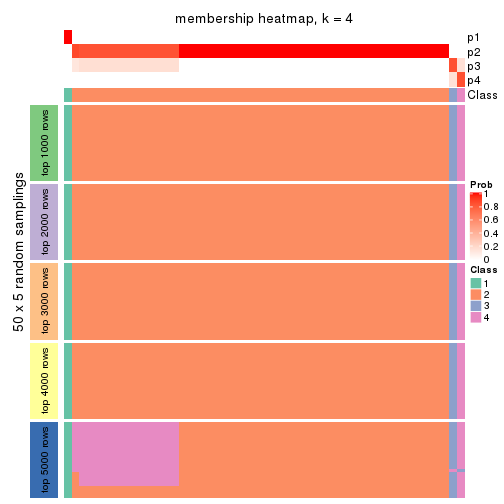 membership heatmap, k = 4
p1
p2
p3
p4
Class
50 x 5 random samplings
top 1000 rows
top 2000 rows
top 3000 rows
top 4000 rows
top 5000 rows
Prob
1
0.8
0.6
0.4
0.2
0
Class
1
2
3
4